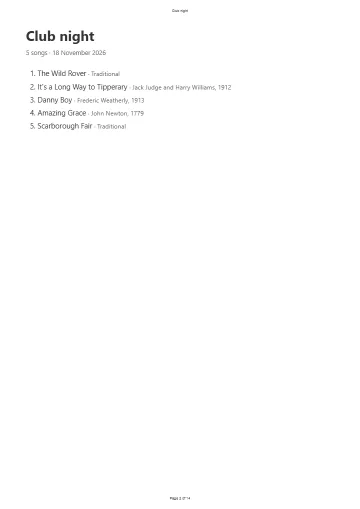 Club night
Club night
5 songs · 18 November 2026
1. The Wild Rover · Traditional
2. It's a Long Way to Tipperary · Jack Judge and Harry Williams, 1912
3. Danny Boy · Frederic Weatherly, 1913
4. Amazing Grace · John Newton, 1779
5. Scarborough Fair · Traditional